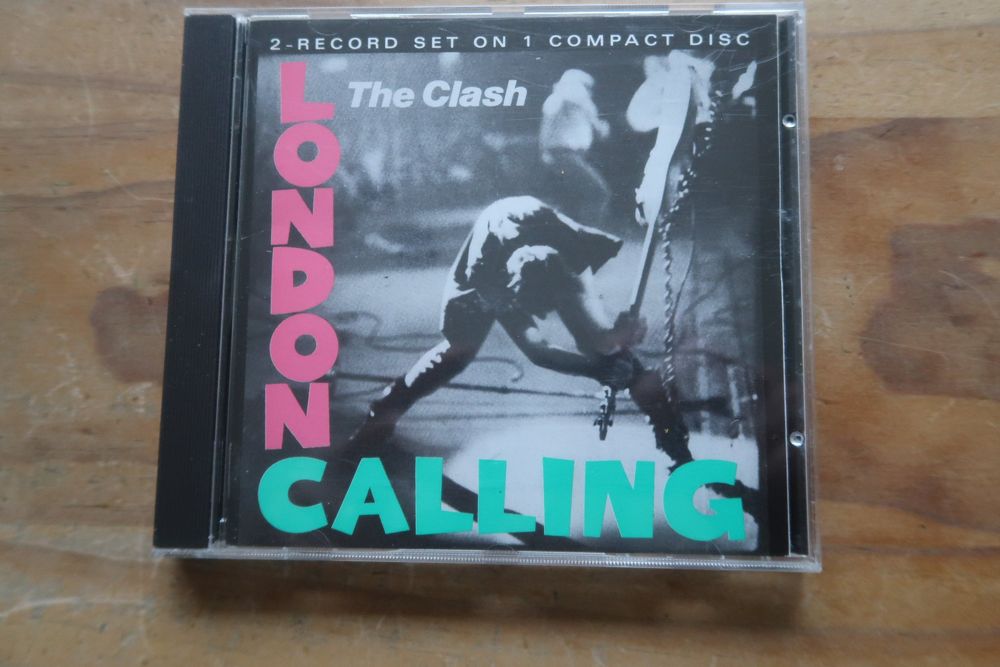 2-RECORD SET ON 1 COMPACT DISC
The Clash
LONDON
CALLING